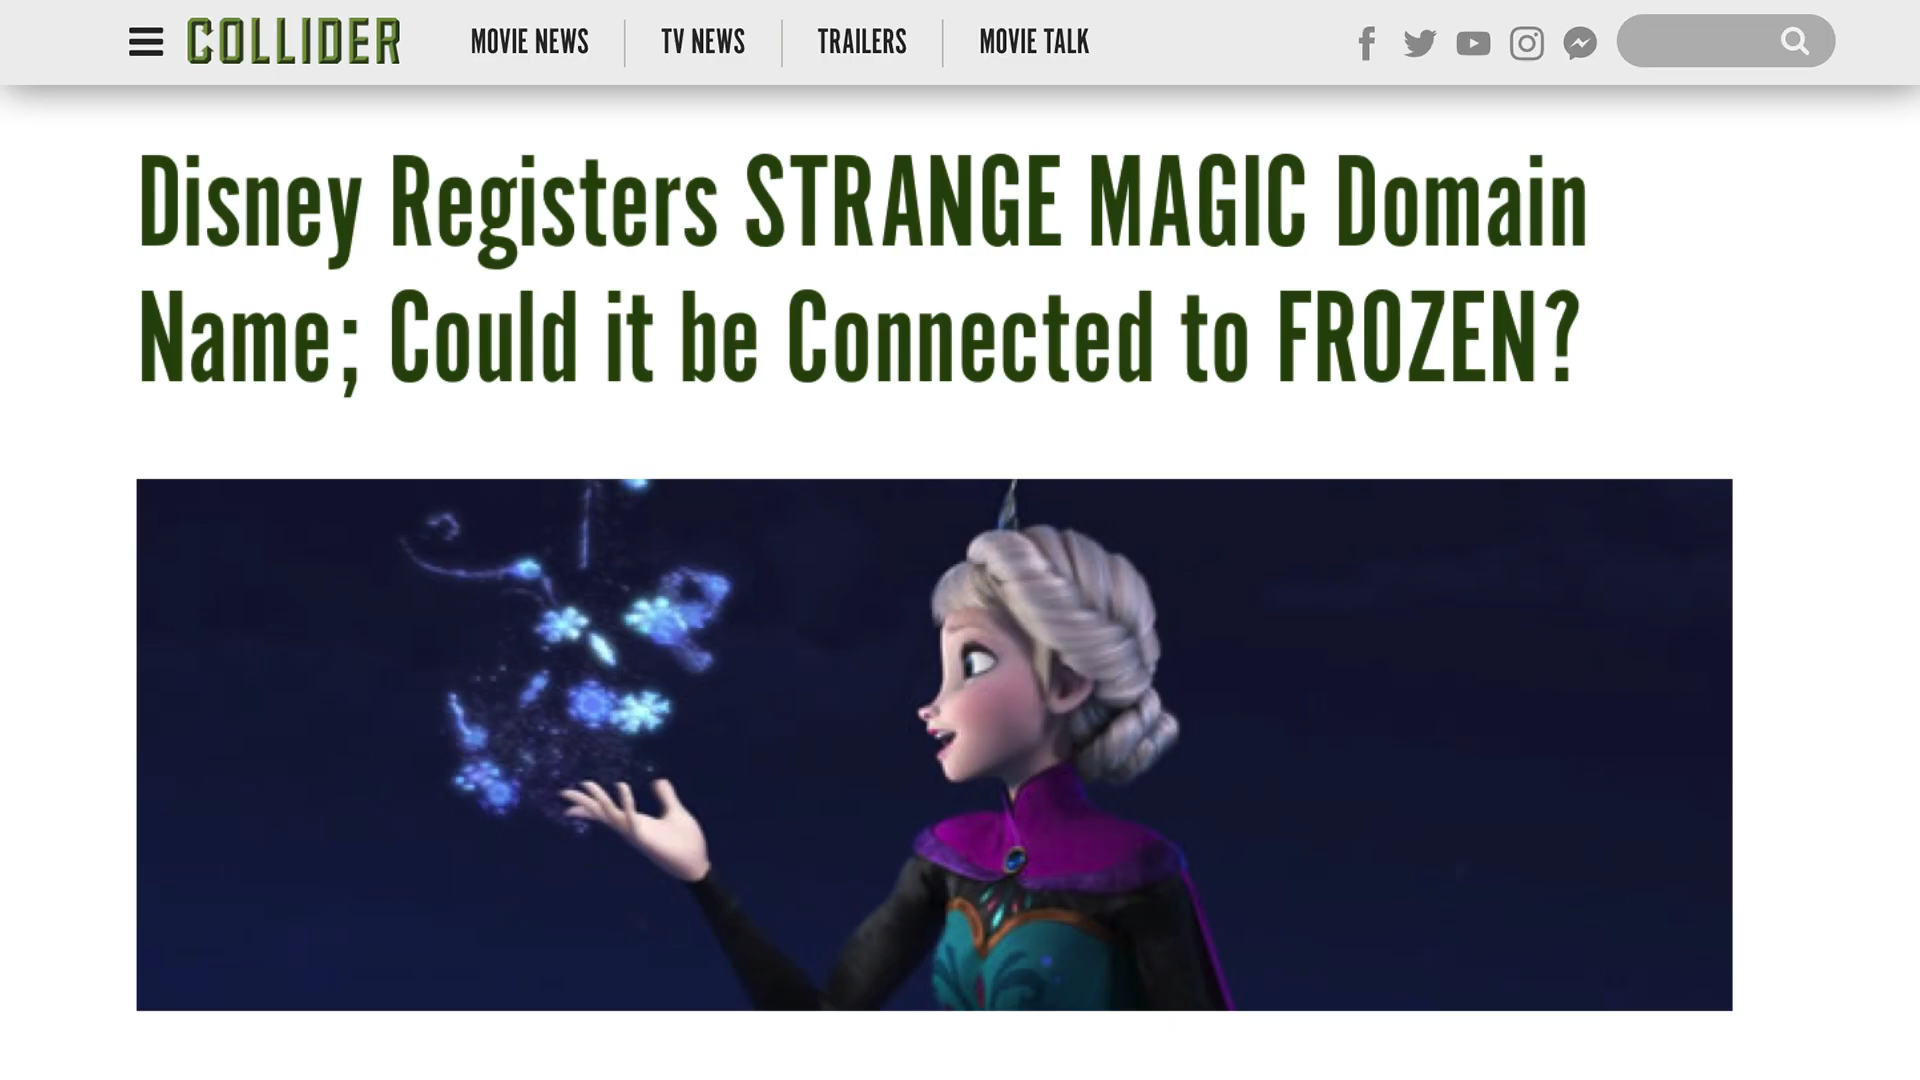 COLLIDER MOVIE NEWS TV NEWS TRAILERS MOVIE TALK
Disney Registers STRANGE MAGIC Domain
Name; Could it be Connected to FROZEN?